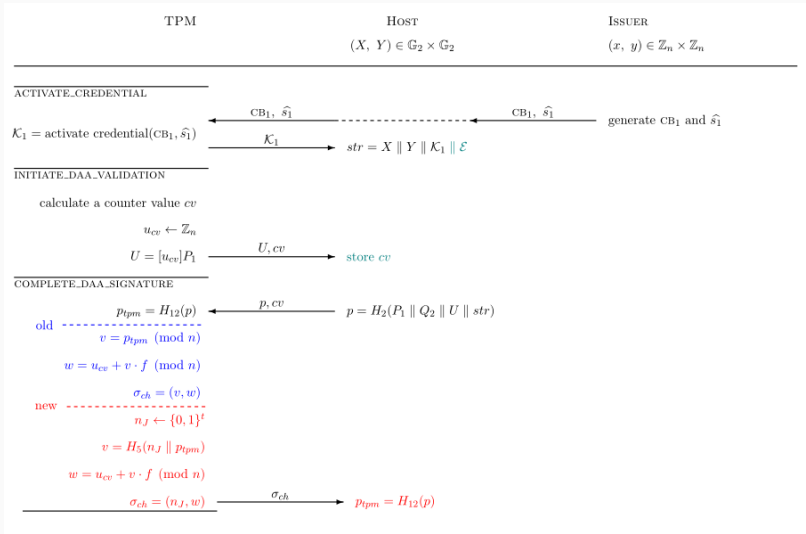 TPM HOST ISSUER
(X, Y) ∈ 𝔾₂ × 𝔾₂ (x, y) ∈ ℤₙ × ℤₙ
ACTIVATE_CREDENTIAL
CB₁, ŝ₁ CB₁, ŝ₁
generate CB₁ and ŝ₁
𝒦₁ = activate credential(CB₁, ŝ₁)
𝒦₁
str = X ∥ Y ∥ 𝒦₁ ∥ ℰ
INITIATE_DAA_VALIDATION
calculate a counter value cv
u_cv ← ℤₙ
U = [u_cv]P₁ U, cv store cv
COMPLETE_DAA_SIGNATURE
p_tpm = H₁₂(p) p, cv p = H₂(P₁ ∥ Q₂ ∥ U ∥ str)
old
v = p_tpm (mod n)
w = u_cv + v · f (mod n)
σ_ch = (v, w)
new
n_J ← {0, 1}ᵗ
v = H₅(n_J ∥ p_tpm)
w = u_cv + v · f (mod n)
σ_ch = (n_J, w) σ_ch p_tpm = H₁₂(p)